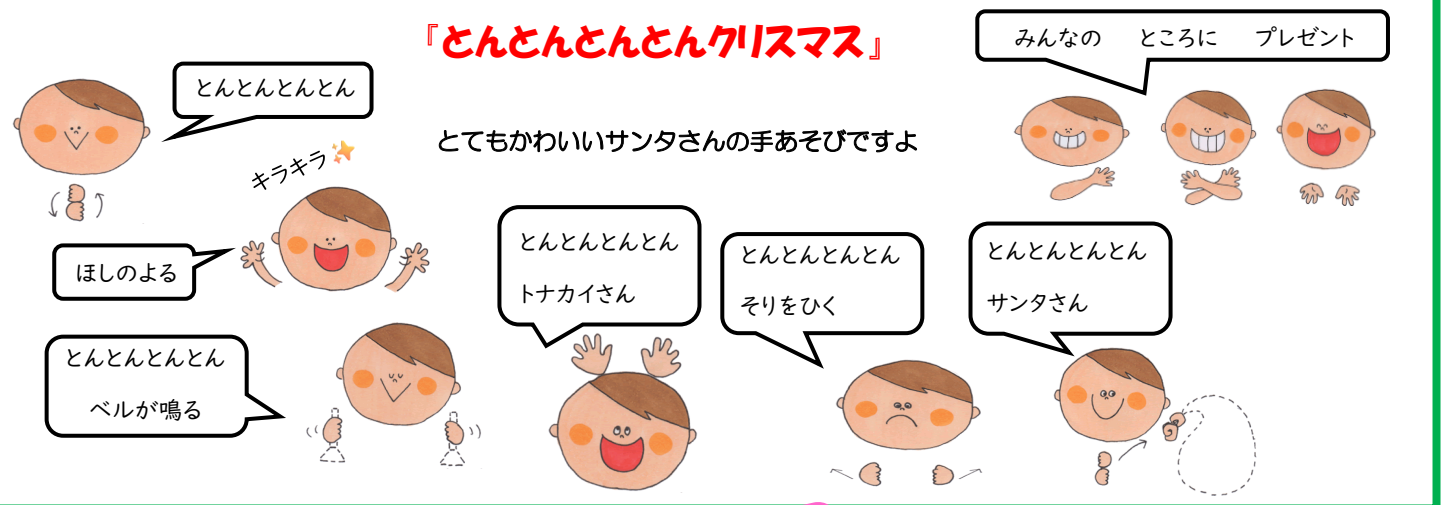 『とんとんとんとんクリスマス』
とてもかわいいサンタさんの手あそびですよ
とんとんとんとん
キラキラ
ほしのよる
とんとんとんとん
ベルが鳴る
とんとんとんとん
トナカイさん
とんとんとんとん
そりをひく
とんとんとんとん
サンタさん
みんなの ところに プレゼント